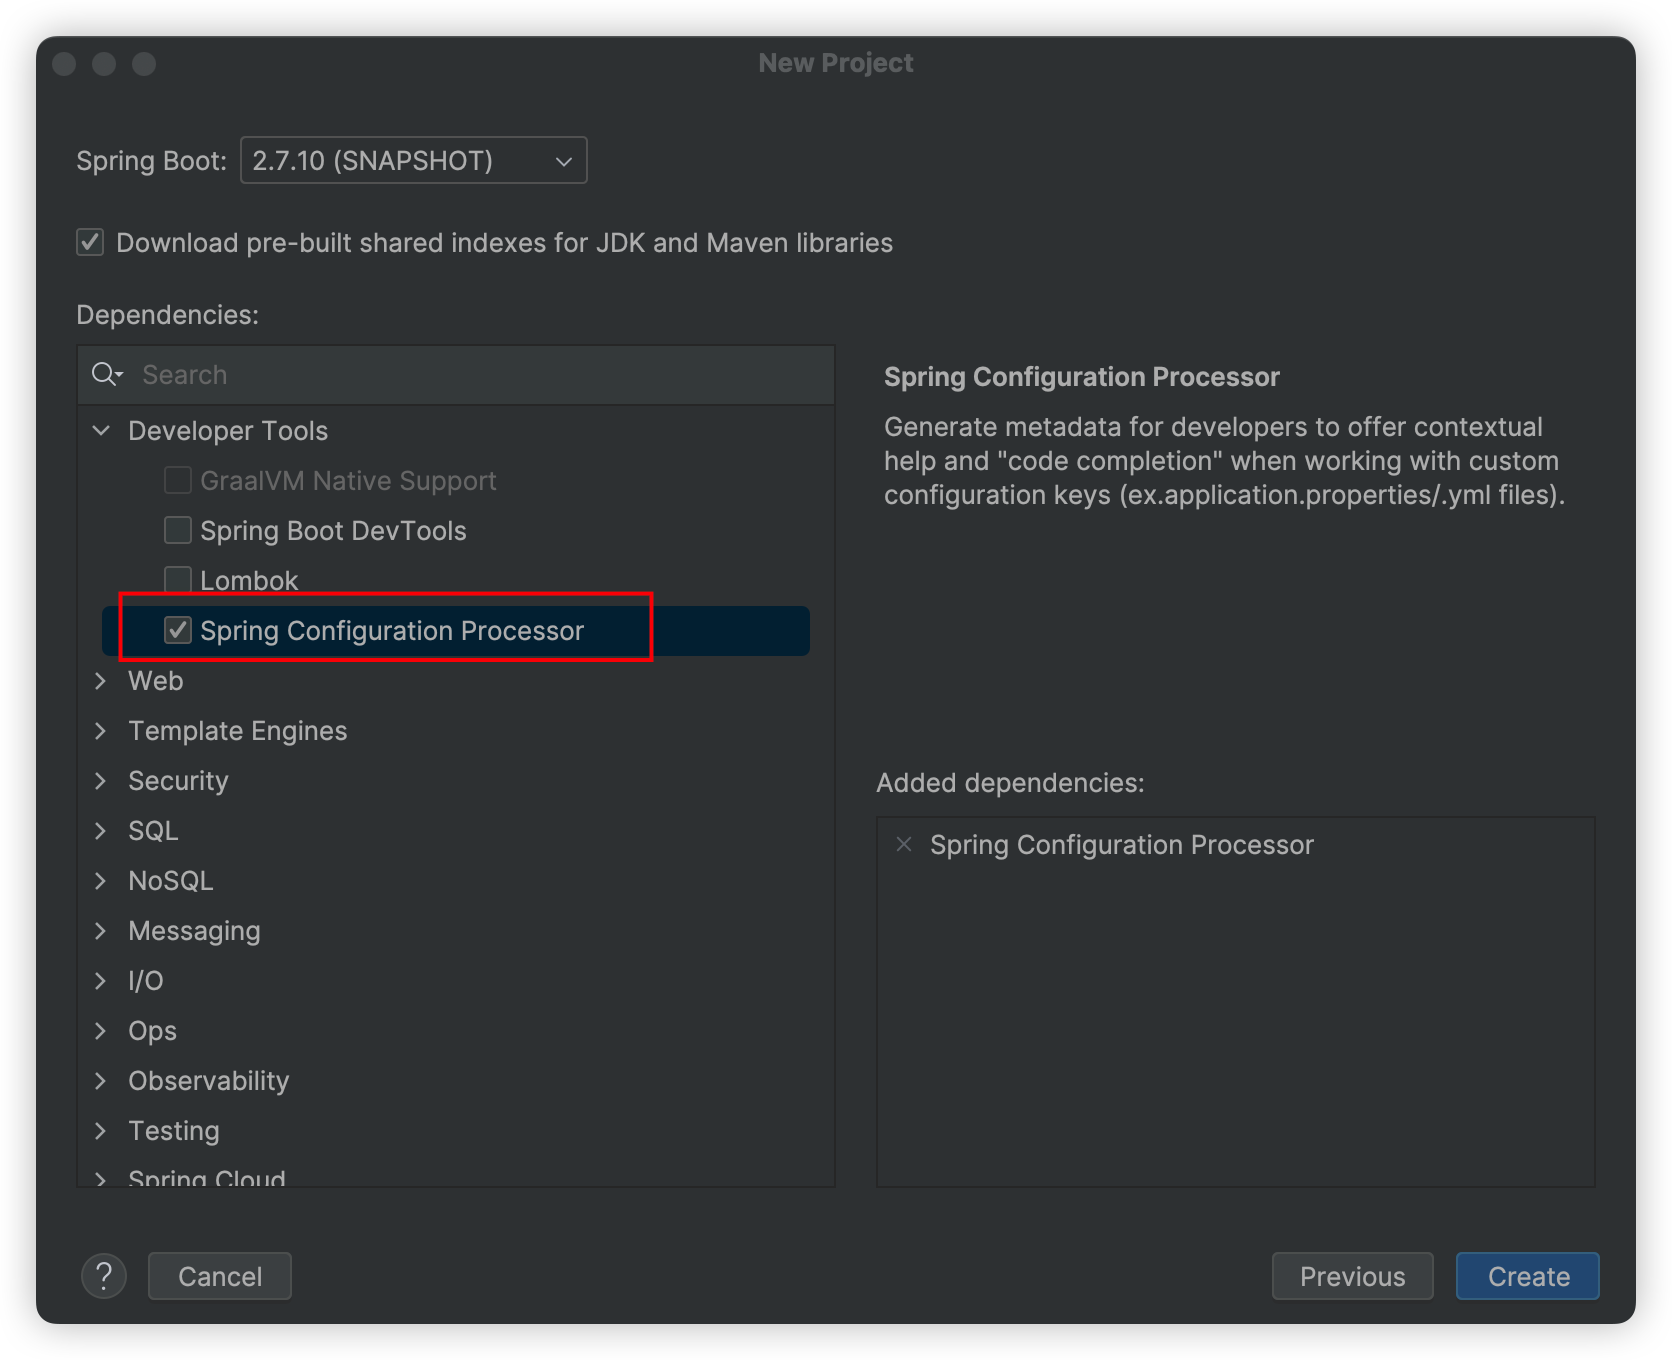 New Project
Spring Boot: 2.7.10 (SNAPSHOT)
Download pre-built shared indexes for JDK and Maven libraries
Dependencies:
Search
Developer Tools
GraalVM Native Support
Spring Boot DevTools
Lombok
Spring Configuration Processor
Web
Template Engines
Security
SQL
NoSQL
Messaging
I/O
Ops
Observability
Testing
Spring Cloud
Spring Configuration Processor
Generate metadata for developers to offer contextual
help and "code completion" when working with custom
configuration keys (ex.application.properties/.yml files).
Added dependencies:
Spring Configuration Processor
?
Cancel
Previous
Create